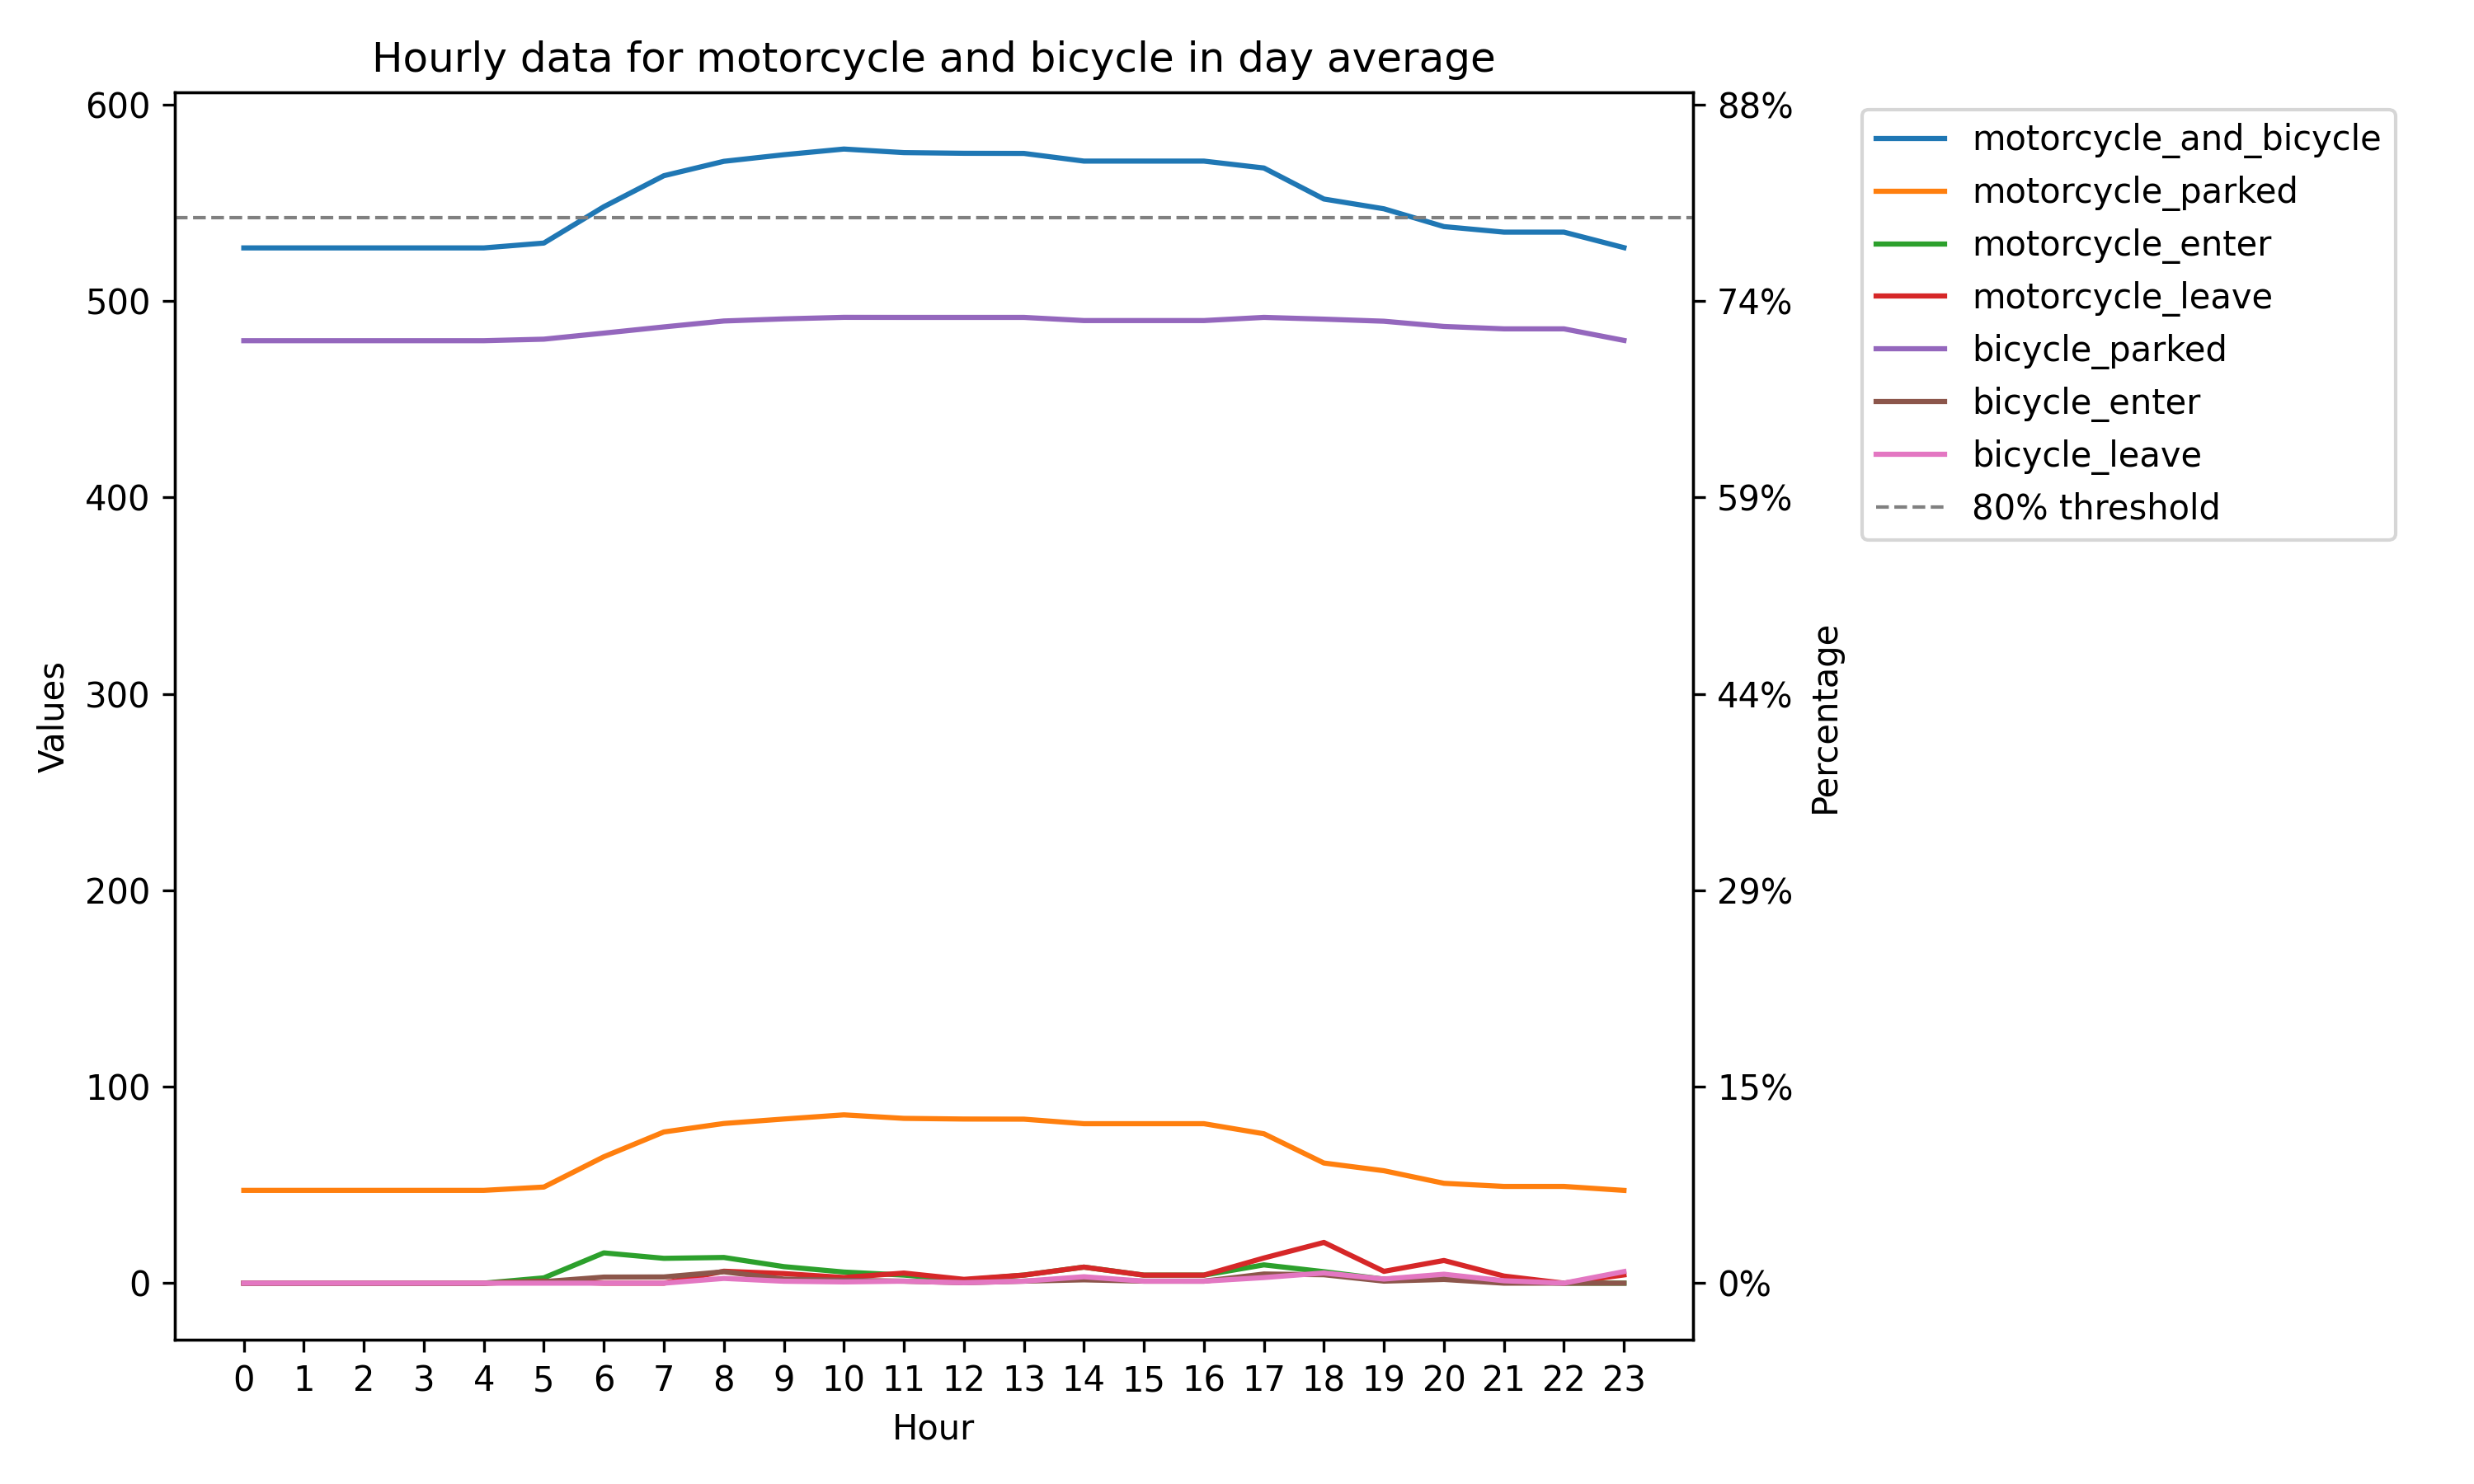 Hourly data for motorcycle and bicycle in day average
600
500
400
300
200
100
0
Values
88%
74%
59%
44%
29%
15%
0%
Percentage
0 1 2 3 4 5 6 7 8 9 10 11 12 13 14 15 16 17 18 19 20 21 22 23
Hour
motorcycle_and_bicycle
motorcycle_parked
motorcycle_enter
motorcycle_leave
bicycle_parked
bicycle_enter
bicycle_leave
80% threshold